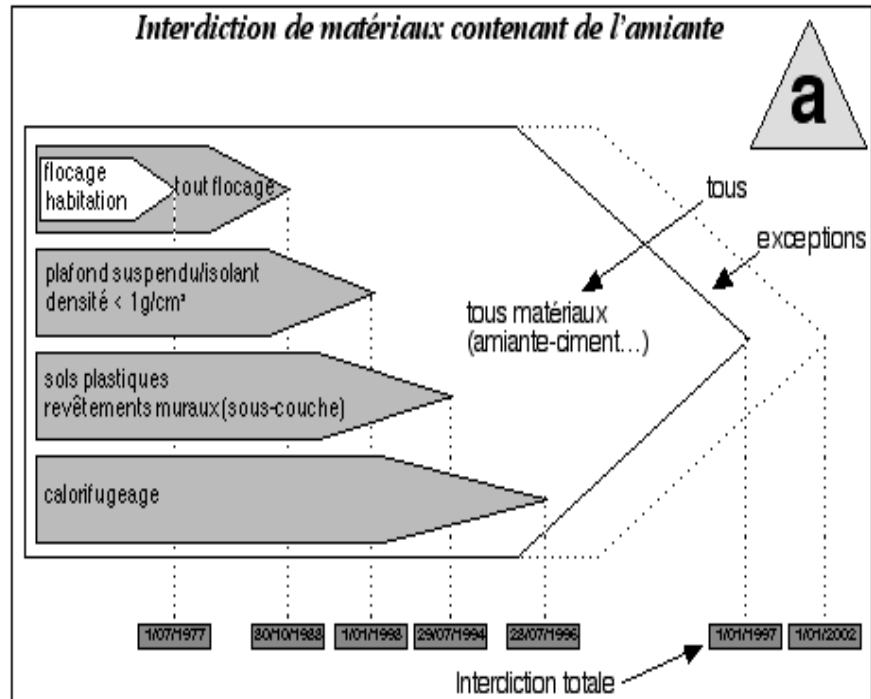 Interdiction de matériaux contenant de l'amiante
a
flocage
habitation
tout flocage
tous
exceptions
plafond suspendu/isolant
densité < 1g/cm³
tous matériaux
(amiante-ciment...)
sols plastiques
revêtements muraux(sous-couche)
calorifugeage
1/07/1977 30/10/1988 1/01/1998 29/07/1994 28/07/1996 1/01/1997 1/01/2002
Interdiction totale